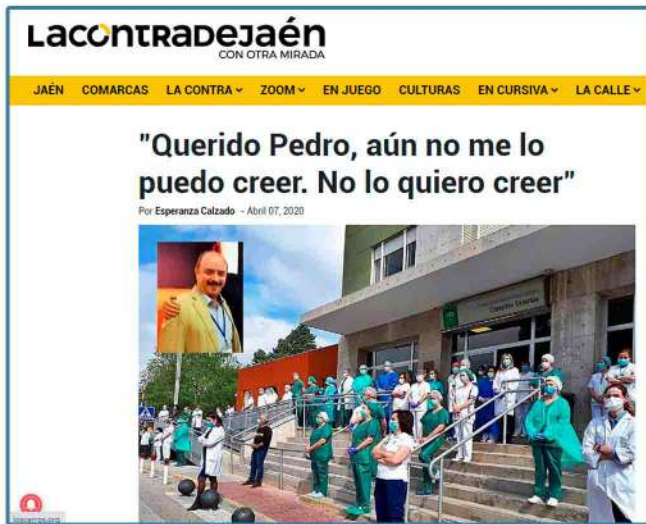 LACONTRADEJAÉN
CON OTRA MIRADA
JAÉN COMARCAS LA CONTRA ZOOM EN JUEGO CULTURAS EN CURSIVA LA CALLE
"Querido Pedro, aún no me lo
puedo creer. No lo quiero creer"
Por Esperanza Calzado - Abril 07, 2020